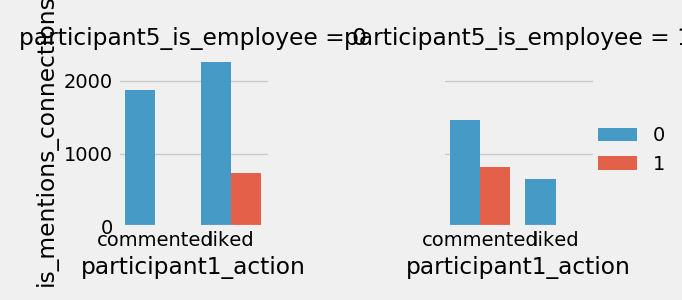 participant5_is_employee = 0
participant5_is_employee = 1
is_mentions_connections
2000
1000
0
commented
liked
commented
liked
participant1_action
participant1_action
0
1